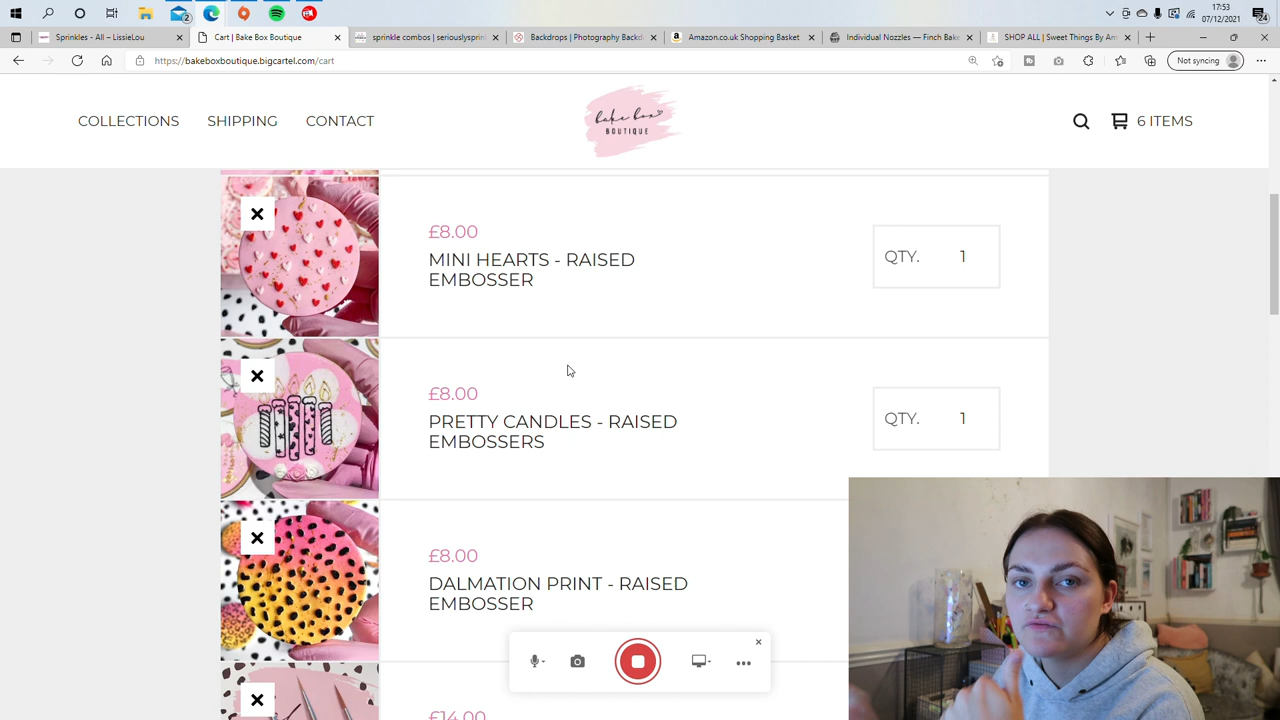 17:53
07/12/2021
24
2
Sprinkles - All – LissieLou
Cart | Bake Box Boutique
sprinkle combos | seriouslysprin
Backdrops | Photography Backd
Amazon.co.uk Shopping Basket
Individual Nozzles — Finch Bake
SHOP ALL | Sweet Things By Am
https://bakeboxboutique.bigcartel.com/cart
Not syncing
COLLECTIONS
SHIPPING
CONTACT
bake box
BOUTIQUE
6 ITEMS
£8.00
MINI HEARTS - RAISED
EMBOSSER
QTY. 1
£8.00
PRETTY CANDLES - RAISED
EMBOSSERS
QTY. 1
£8.00
DALMATION PRINT - RAISED
EMBOSSER
£14.00